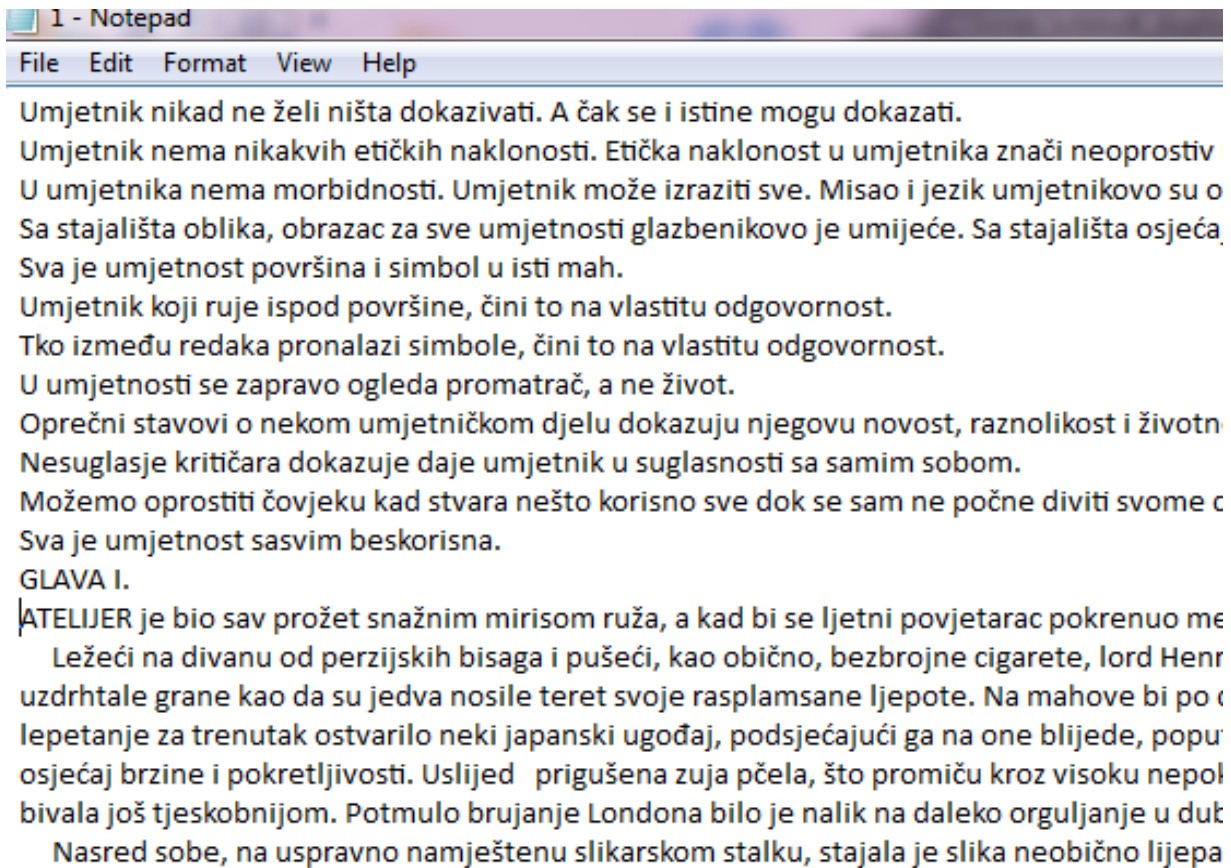 1 - Notepad
File Edit Format View Help
Umjetnik nikad ne želi ništa dokazivati. A čak se i istine mogu dokazati.
Umjetnik nema nikakvih etičkih naklonosti. Etička naklonost u umjetnika znači neoprostiv
U umjetnika nema morbidnosti. Umjetnik može izraziti sve. Misao i jezik umjetnikovo su
Sa stajališta oblika, obrazac za sve umjetnosti glazbenikovo je umijeće. Sa stajališta
Sva je umjetnost površina i simbol u isti mah.
Umjetnik koji ruje ispod površine, čini to na vlastitu odgovornost.
Tko između redaka pronalazi simbole, čini to na vlastitu odgovornost.
U umjetnosti se zapravo ogleda promatrač, a ne život.
Oprečni stavovi o nekom umjetničkom djelu dokazuju njegovu novost, raznolikost i
Nesuglasje kritičara dokazuje daje umjetnik u suglasnosti sa samim sobom.
Možemo oprostiti čovjeku kad stvara nešto korisno sve dok se sam ne počne diviti svome
Sva je umjetnost sasvim beskorisna.
GLAVA I.
ATELIJER je bio sav prožet snažnim mirisom ruža, a kad bi se ljetni povjetarac pokrenuo
Ležeći na divanu od perzijskih bisaga i pušeći, kao obično, bezbrojne cigarete, lord
uzdrhtale grane kao da su jedva nosile teret svoje rasplamsane ljepote. Na mahove bi po
lepetanje za trenutak ostvarilo neki japanski ugođaj, podsjećajući ga na one blijede,
osjećaj brzine i pokretljivosti. Uslijed prigušena zuja pčela, što promiču kroz visoku
bivala još tjeskobnijom. Potmulo brujanje Londona bilo je nalik na daleko orguljanje u
Nasred sobe, na uspravno namještenu slikarskom stalku, stajala je slika neobično lijepa